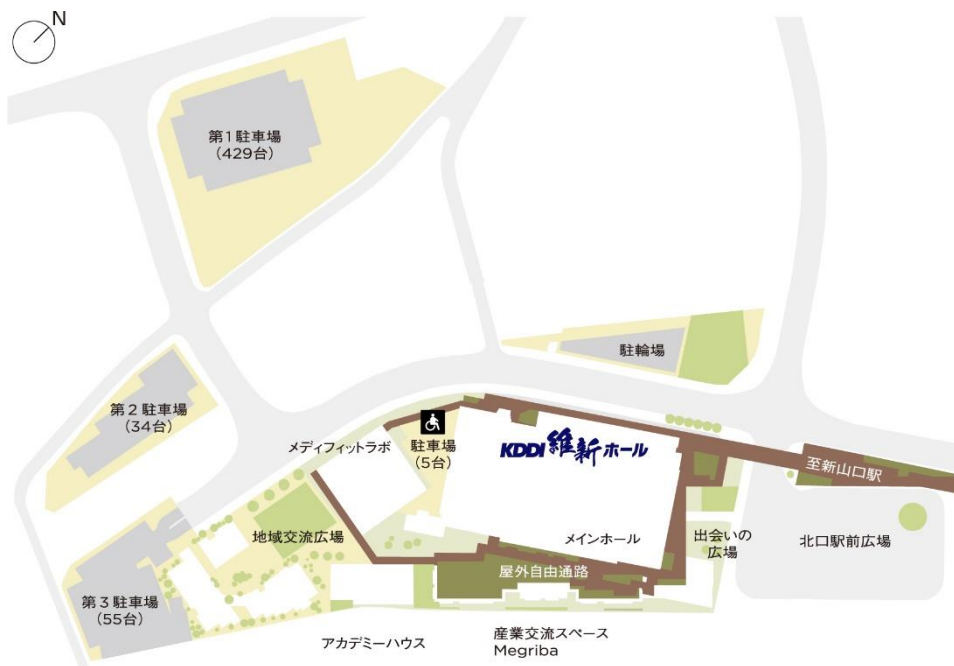 N
第1駐車場
(429台)
駐輪場
第2駐車場
(34台)
メディフィットラボ
駐車場
(5台)
KDDI 維新ホール
至新山口駅
地域交流広場
メインホール
出会いの
広場
北口駅前広場
屋外自由通路
第3駐車場
(55台)
アカデミーハウス
産業交流スペース
Megriba